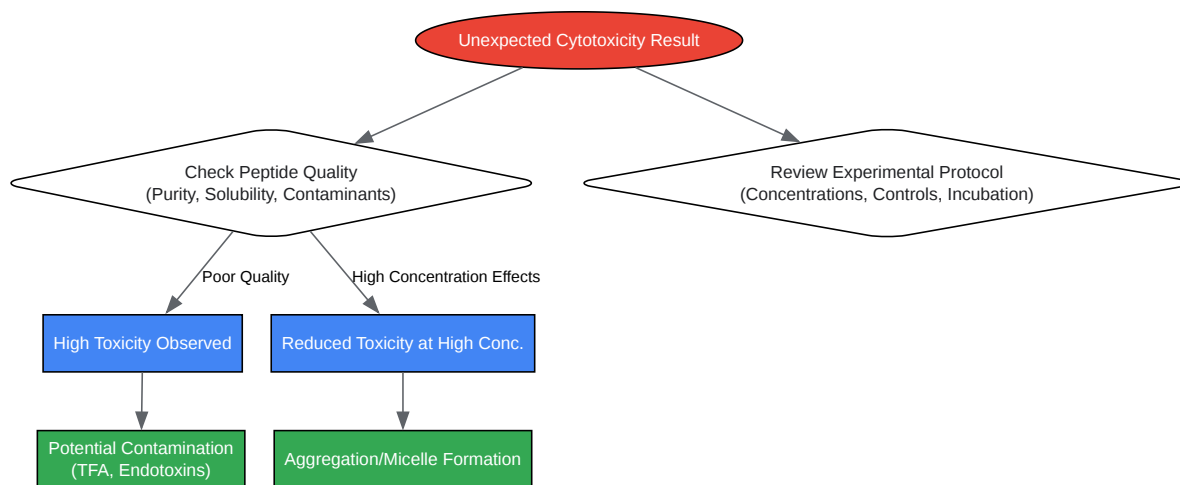 Unexpected Cytotoxicity Result
Check Peptide Quality
(Purity, Solubility, Contaminants)
Review Experimental Protocol
(Concentrations, Controls, Incubation)
Poor Quality
High Concentration Effects
High Toxicity Observed
Reduced Toxicity at High Conc.
Potential Contamination
(TFA, Endotoxins)
Aggregation/Micelle Formation